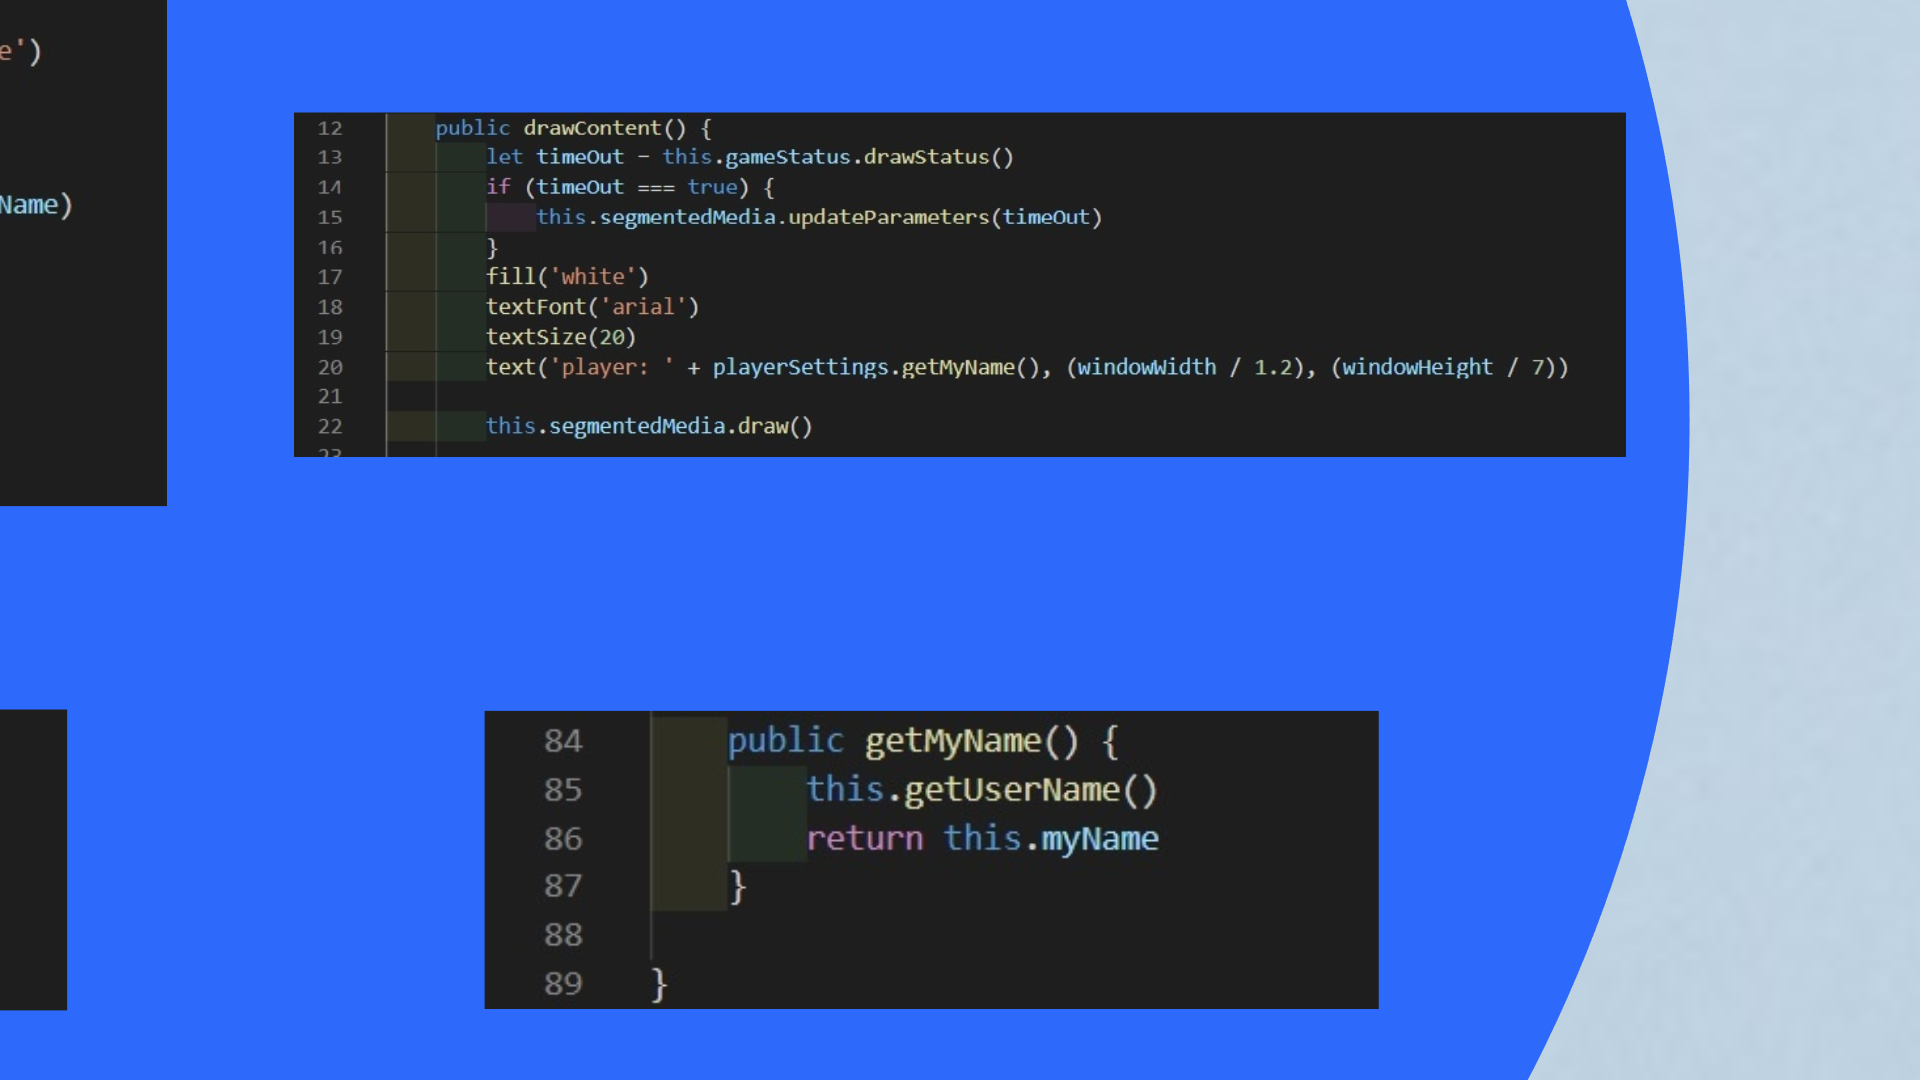 e')
Name)
12 public drawContent() {
13 let timeOut = this.gameStatus.drawStatus()
14 if (timeOut === true) {
15 this.segmentedMedia.updateParameters(timeOut)
16 }
17 fill('white')
18 textFont('arial')
19 textSize(20)
20 text('player: ' + playerSettings.getMyName(), (windowWidth / 1.2), (windowHeight / 7))
21
22 this.segmentedMedia.draw()
23
84 public getMyName() {
85 this.getUserName()
86 return this.myName
87 }
88
89 }